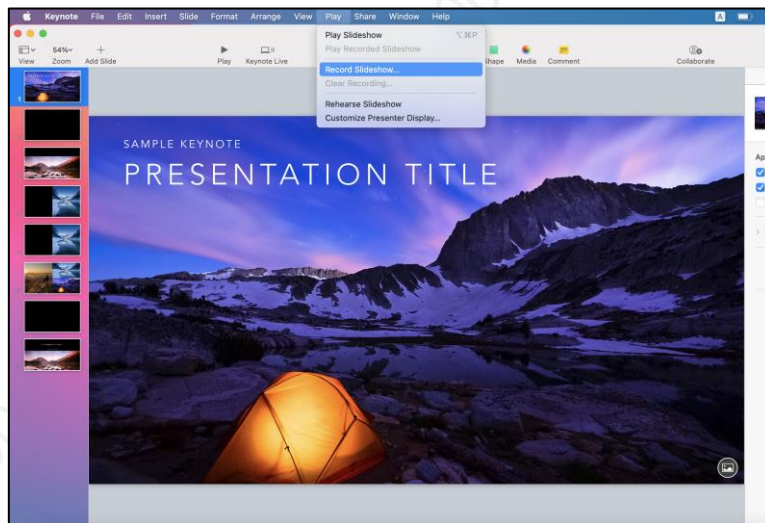 Keynote File Edit Insert Slide Format Arrange View Play Share Window Help A
Play Slideshow ⌥⌘P
Play Recorded Slideshow
Record Slideshow...
Clear Recording...
Rehearse Slideshow
Customize Presenter Display...
54%
View Zoom Add Slide Play Keynote Live Shape Media Comment Collaborate
1
SAMPLE KEYNOTE
PRESENTATION TITLE
Ap